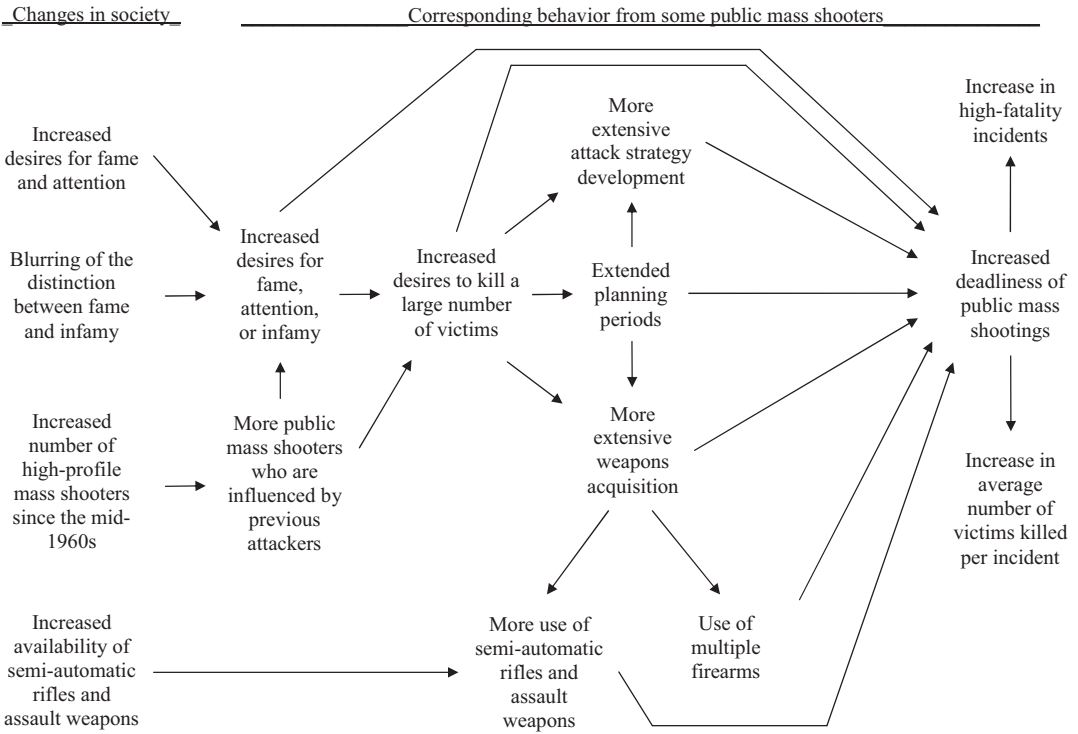 Changes in society
Corresponding behavior from some public mass shooters
Increased
desires for fame
and attention
Blurring of the
distinction
between fame
and infamy
Increased
number of
high-profile
mass shooters
since the mid-
1960s
Increased
availability of
semi-automatic
rifles and
assault weapons
Increased
desires for
fame,
attention,
or infamy
More public
mass shooters
who are
influenced by
previous
attackers
Increased
desires to kill a
large number
of victims
More
extensive
attack strategy
development
Extended
planning
periods
More
extensive
weapons
acquisition
More use of
semi-automatic
rifles and
assault
weapons
Use of
multiple
firearms
Increase in
high-fatality
incidents
Increased
deadliness of
public mass
shootings
Increase in
average
number of
victims killed
per incident